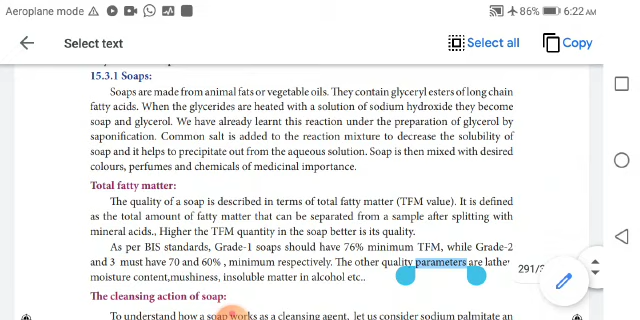 Aeroplane mode 86% 6:22 AM
Select text Select all Copy
15.3.1 Soaps:
Soaps are made from animal fats or vegetable oils. They contain glyceryl esters of long chain
fatty acids. When the glycerides are heated with a solution of sodium hydroxide they become
soap and glycerol. We have already learnt this reaction under the preparation of glycerol by
saponification. Common salt is added to the reaction mixture to decrease the solubility of
soap and it helps to precipitate out from the aqueous solution. Soap is then mixed with desired
colours, perfumes and chemicals of medicinal importance.
Total fatty matter:
The quality of a soap is described in terms of total fatty matter (TFM value). It is defined
as the total amount of fatty matter that can be separated from a sample after splitting with
mineral acids., Higher the TFM quantity in the soap better is its quality.
As per BIS standards, Grade-1 soaps should have 76% minimum TFM, while Grade-2
and 3 must have 70 and 60% , minimum respectively. The other quality parameters are lather
moisture content,mushiness, insoluble matter in alcohol etc..
291/3
The cleansing action of soap:
To understand how a soap works as a cleansing agent, let us consider sodium palmitate an